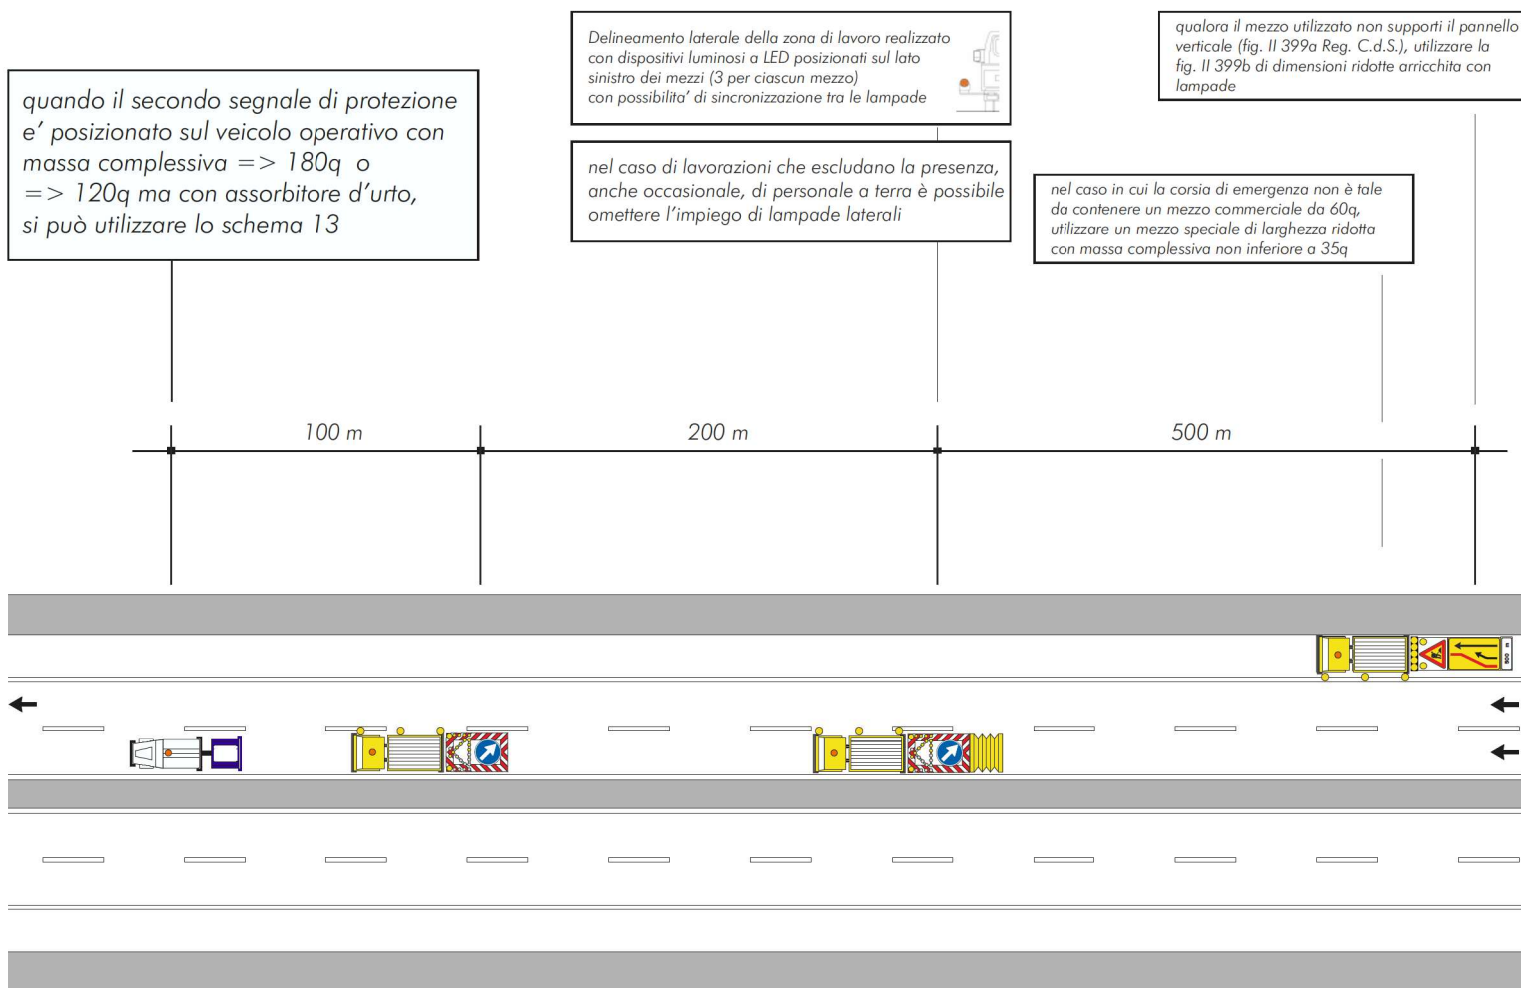 quando il secondo segnale di protezione
e' posizionato sul veicolo operativo con
massa complessiva => 180q o
=> 120q ma con assorbitore d'urto,
si può utilizzare lo schema 13
Delineamento laterale della zona di lavoro realizzato
con dispositivi luminosi a LED posizionati sul lato
sinistro dei mezzi (3 per ciascun mezzo)
con possibilita' di sincronizzazione tra le lampade
nel caso di lavorazioni che escludano la presenza,
anche occasionale, di personale a terra è possibile
omettere l'impiego di lampade laterali
qualora il mezzo utilizzato non supporti il pannello
verticale (fig. II 399a Reg. C.d.S.), utilizzare la
fig. II 399b di dimensioni ridotte arricchita con
lampade
nel caso in cui la corsia di emergenza non è tale
da contenere un mezzo commerciale da 60q,
utilizzare un mezzo speciale di larghezza ridotta
con massa complessiva non inferiore a 35q
100 m
200 m
500 m
800 m